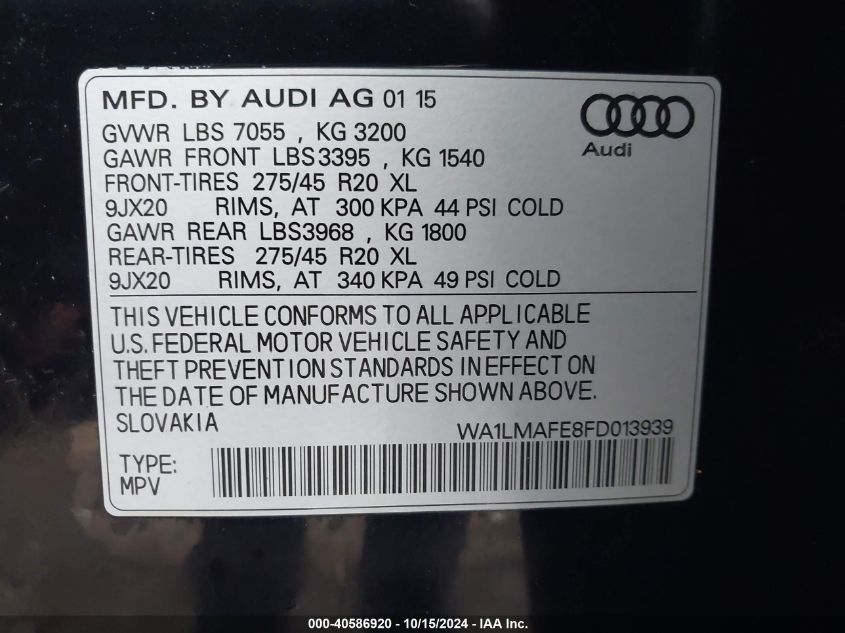 MFD. BY AUDI AG 01 15
GVWR LBS 7055 , KG 3200
GAWR FRONT LBS3395 , KG 1540
FRONT-TIRES 275/45 R20 XL
9JX20 RIMS, AT 300 KPA 44 PSI COLD
GAWR REAR LBS3968 , KG 1800
REAR-TIRES 275/45 R20 XL
9JX20 RIMS, AT 340 KPA 49 PSI COLD
Audi
THIS VEHICLE CONFORMS TO ALL APPLICABLE
U.S. FEDERAL MOTOR VEHICLE SAFETY AND
THEFT PREVENTION STANDARDS IN EFFECT ON
THE DATE OF MANUFACTURE SHOWN ABOVE.
SLOVAKIA
WA1LMAFE8FD013939
TYPE:
MPV
000-40586920 - 10/15/2024 - IAA Inc.